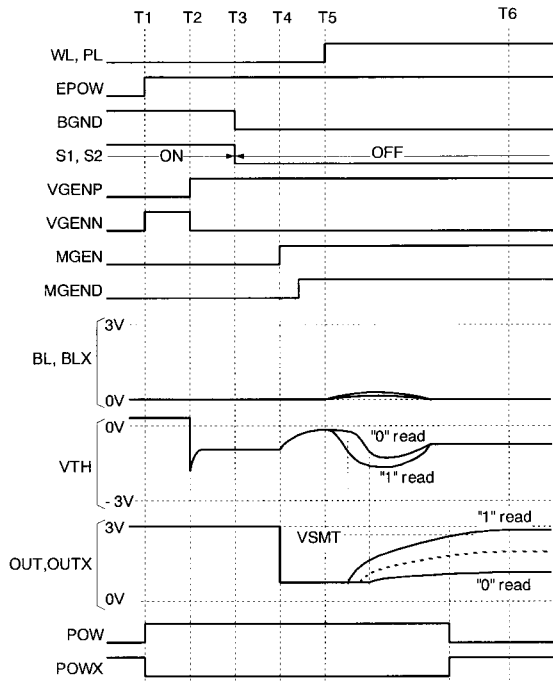 T1 T2 T3 T4 T5 T6
WL, PL
EPOW
BGND
S1, S2 ON OFF
VGENP
VGENN
MGEN
MGEND
3V
BL, BLX
0V
0V
"0" read
VTH
"1" read
- 3V
3V
VSMT "1" read
OUT,OUTX
"0" read
0V
POW
POWX